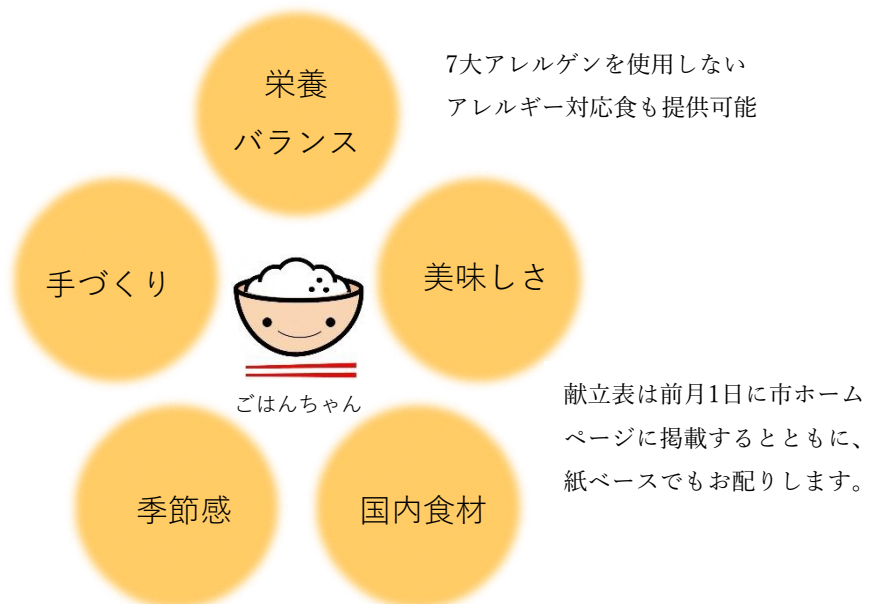 栄養
バランス
7大アレルゲンを使用しない
アレルギー対応食も提供可能
手づくり
美味しさ
ごはんちゃん
献立表は前月1日に市ホーム
ページに掲載するとともに、
紙ベースでもお配りします。
季節感
国内食材